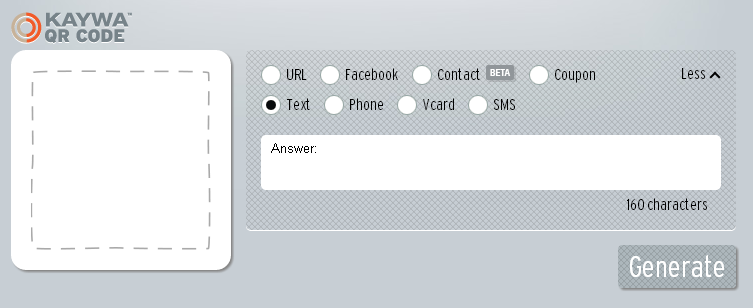 KAYWA™
QR CODE
URL Facebook Contact BETA Coupon Less
Text Phone Vcard SMS
Answer:
160 characters
Generate